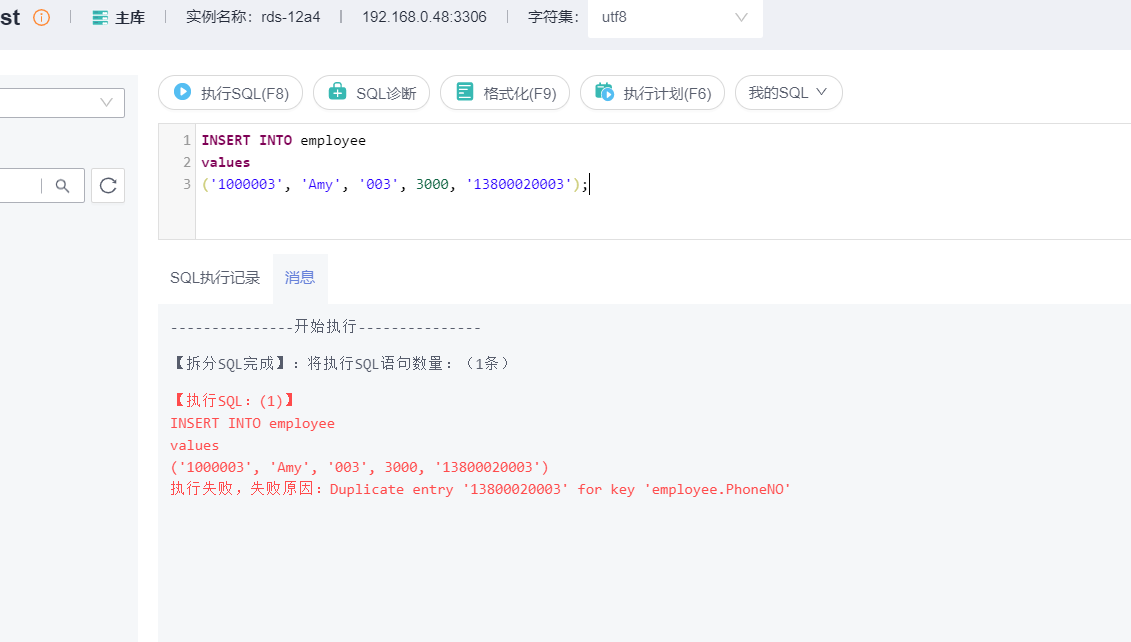 st 主库 | 实例名称：rds-12a4 | 192.168.0.48:3306 | 字符集： utf8
执行SQL(F8) SQL诊断 格式化(F9) 执行计划(F6) 我的SQL
1 INSERT INTO employee
2 values
3 ('1000003', 'Amy', '003', 3000, '13800020003');
SQL执行记录 消息
---------------开始执行---------------
【拆分SQL完成】：将执行SQL语句数量：（1条）
【执行SQL：(1)】
INSERT INTO employee
values
('1000003', 'Amy', '003', 3000, '13800020003')
执行失败，失败原因：Duplicate entry '13800020003' for key 'employee.PhoneNO'